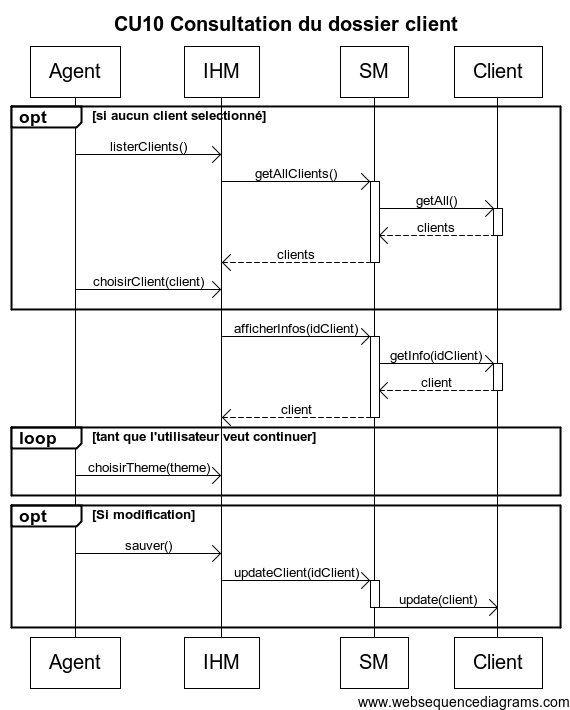 CU10 Consultation du dossier client
Agent
IHM
SM
Client
opt
[si aucun client selectionné]
listerClients()
getAllClients()
getAll()
clients
clients
choisirClient(client)
afficherInfos(idClient)
getInfo(idClient)
client
client
loop
[tant que l'utilisateur veut continuer]
choisirTheme(theme)
opt
[Si modification]
sauver()
updateClient(idClient)
update(client)
Agent
IHM
SM
Client
www.websequencediagrams.com